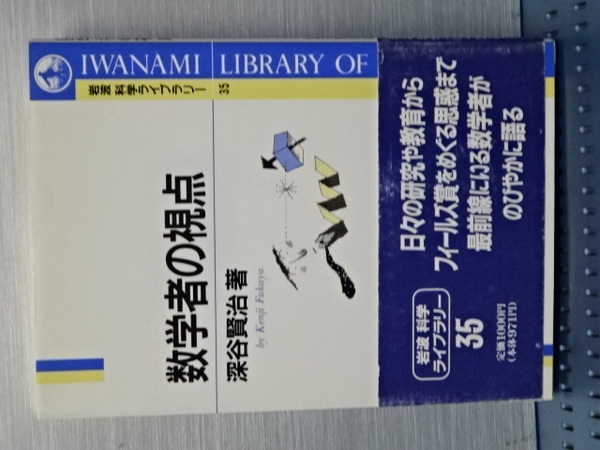 IWANAMI LIBRARY OF
岩波 科学ライブラリー 35
数学者の視点
深谷賢治 著
by Kenji Fukaya
日々の研究や教育から
フィールズ賞をめぐる思惑まで
最前線にいる数学者が
のびやかに語る
岩波 科学
ライブラリー
35
定価1000円
(本体971円)